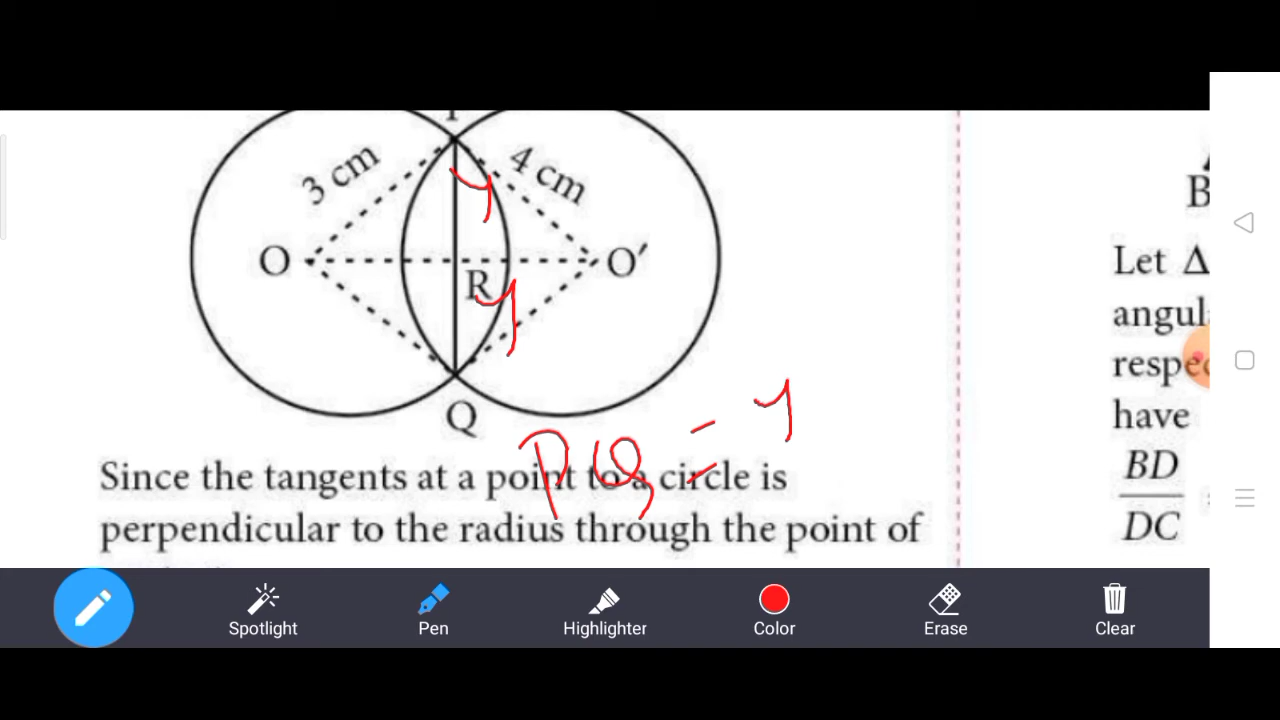 3 cm
4 cm
y
O
R
O′
y
Q
PQ = y
Since the tangents at a point to a circle is
perpendicular to the radius through the point of
B
Let Δ
angul
respe
have
BD
DC
Spotlight
Pen
Highlighter
Color
Erase
Clear